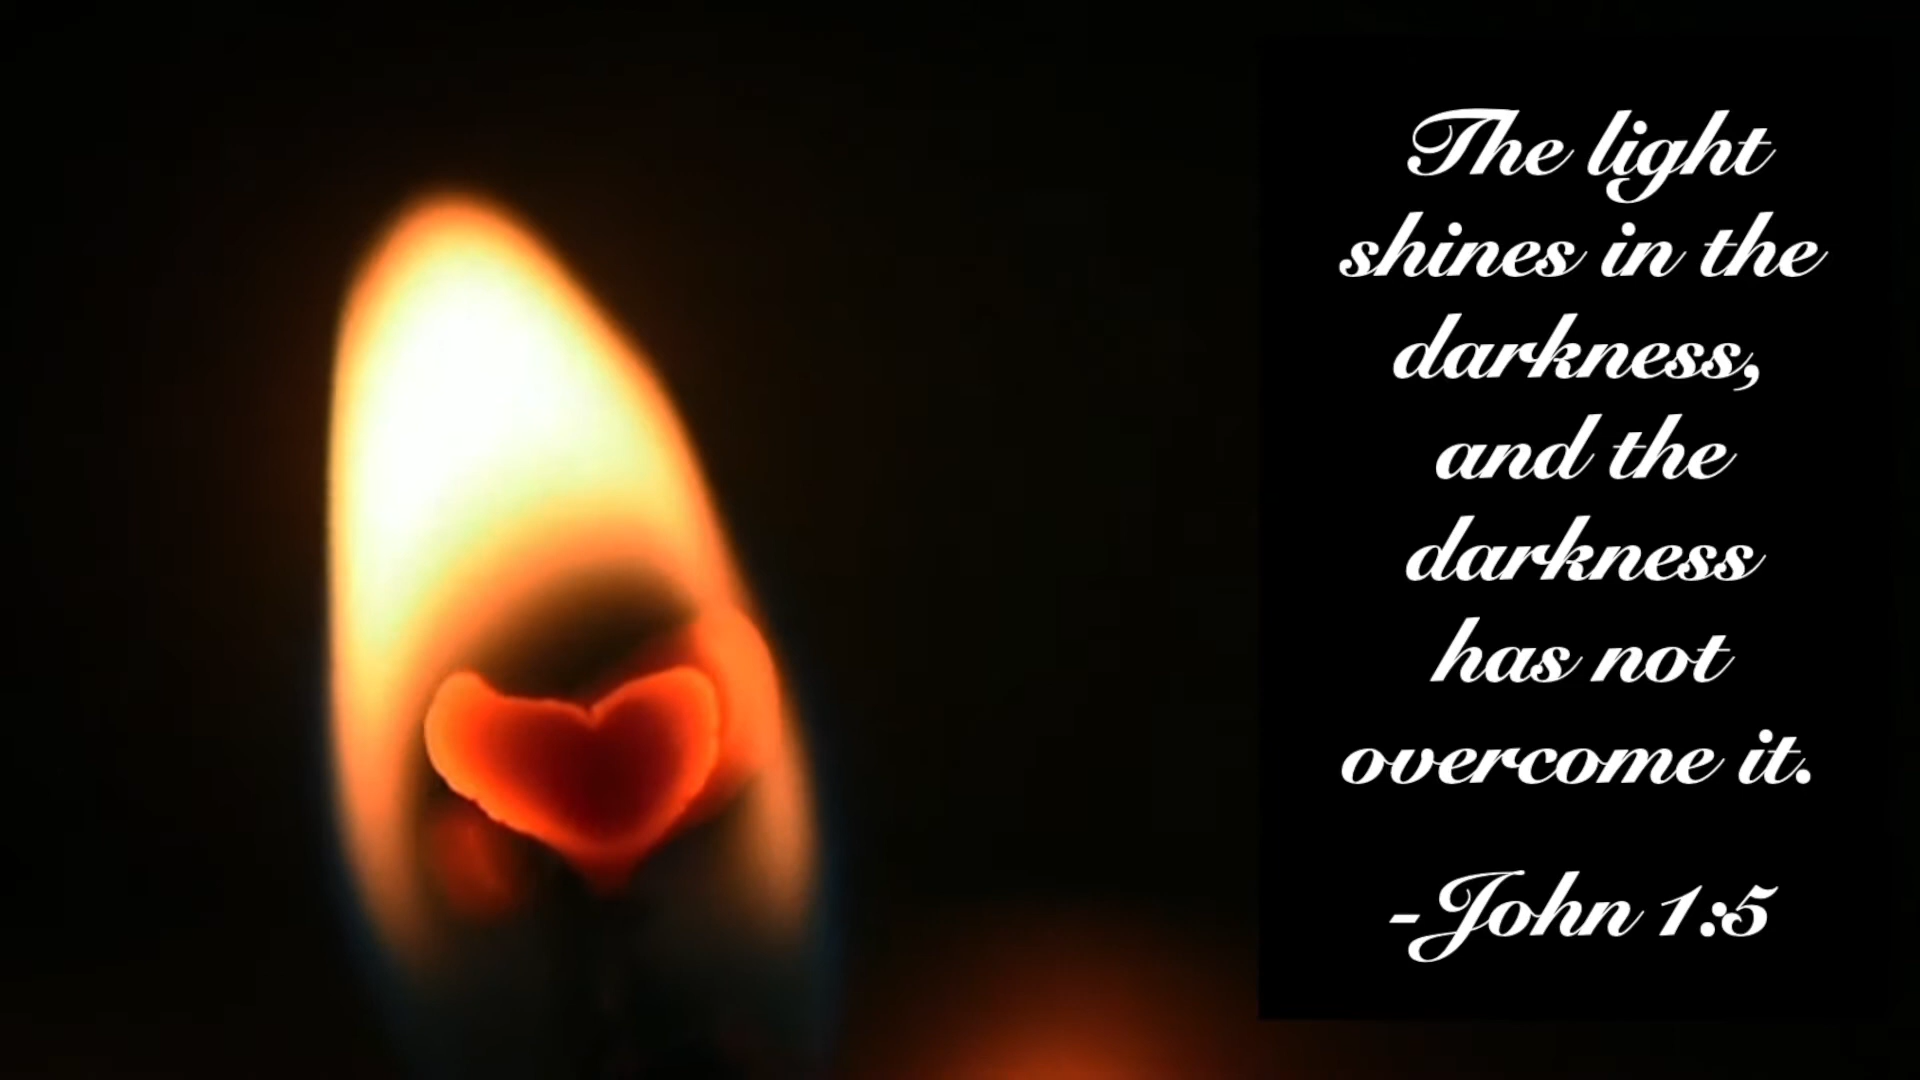 The light
shines in the
darkness,
and the
darkness
has not
overcome it.
-John 1:5